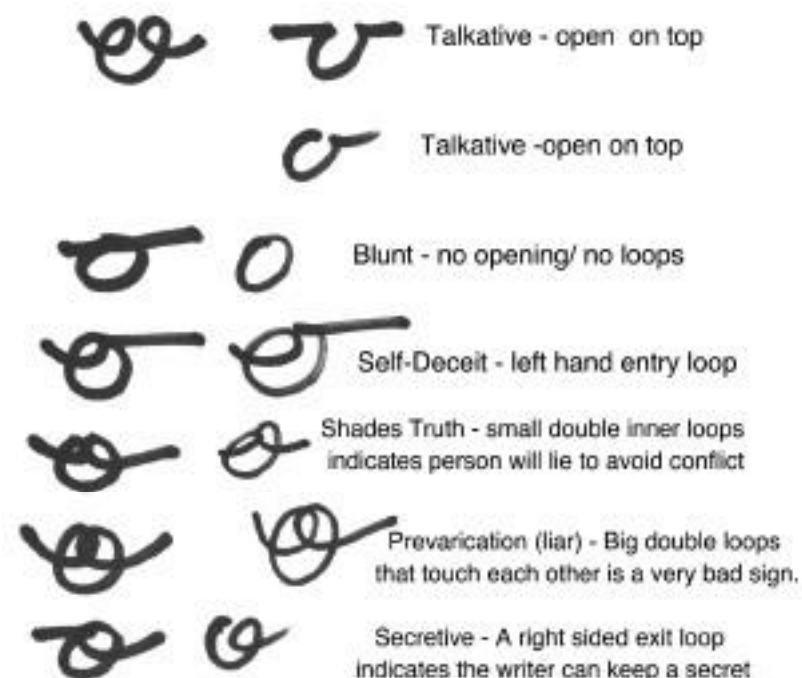 Talkative - open on top
Talkative -open on top
Blunt - no opening/ no loops
Self-Deceit - left hand entry loop
Shades Truth - small double inner loops
indicates person will lie to avoid conflict
Prevarication (liar) - Big double loops
that touch each other is a very bad sign.
Secretive - A right sided exit loop
indicates the writer can keep a secret